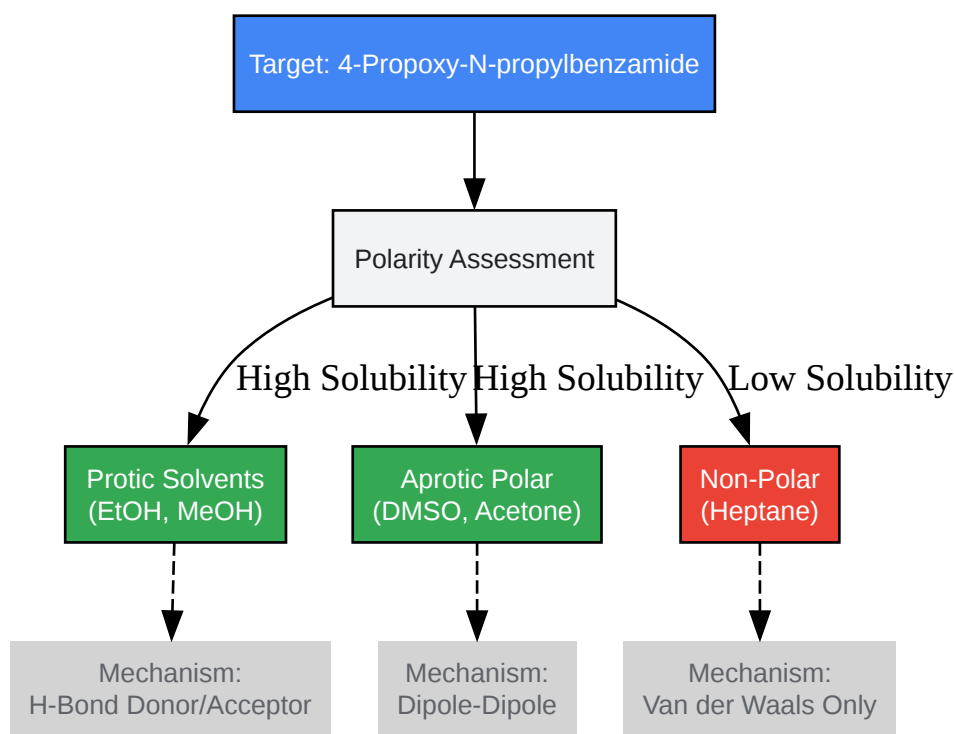 Target: 4-Propoxy-N-propylbenzamide
Polarity Assessment
High Solubility
High Solubility
Low Solubility
Protic Solvents
(EtOH, MeOH)
Aprotic Polar
(DMSO, Acetone)
Non-Polar
(Heptane)
Mechanism:
H-Bond Donor/Acceptor
Mechanism:
Dipole-Dipole
Mechanism:
Van der Waals Only